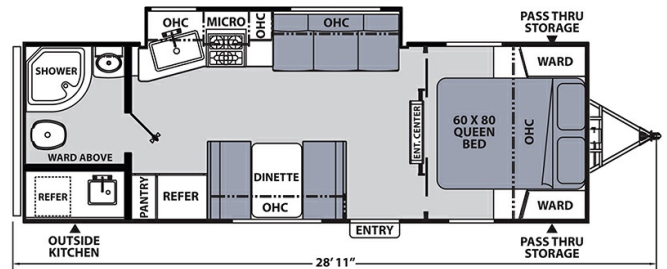 PASS THRU
STORAGE
OHC
MICRO
OHC
OHC
WARD
SHOWER
ENT. CENTER
60 X 80
QUEEN
BED
OHC
WARD ABOVE
REFER
PANTRY
REFER
DINETTE
OHC
WARD
ENTRY
OUTSIDE
KITCHEN
PASS THRU
STORAGE
28' 11"